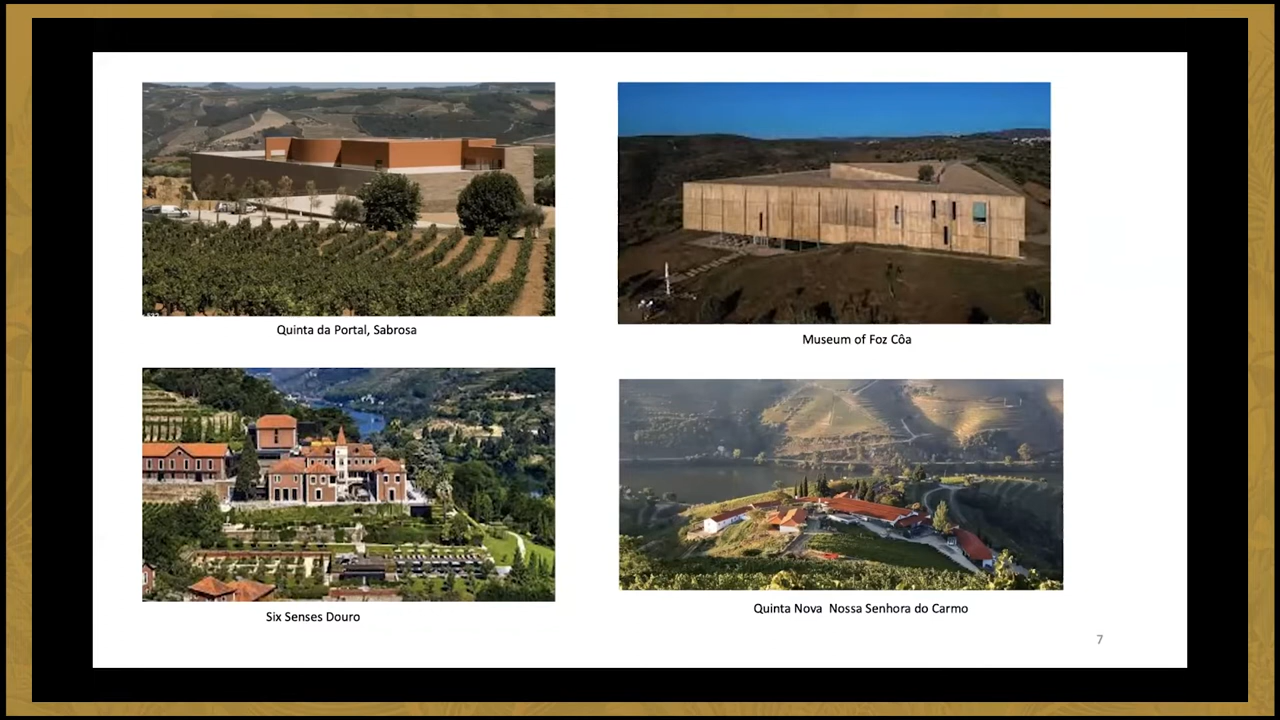 Quinta da Portal, Sabrosa
Museum of Foz Côa
Six Senses Douro
Quinta Nova Nossa Senhora do Carmo
7